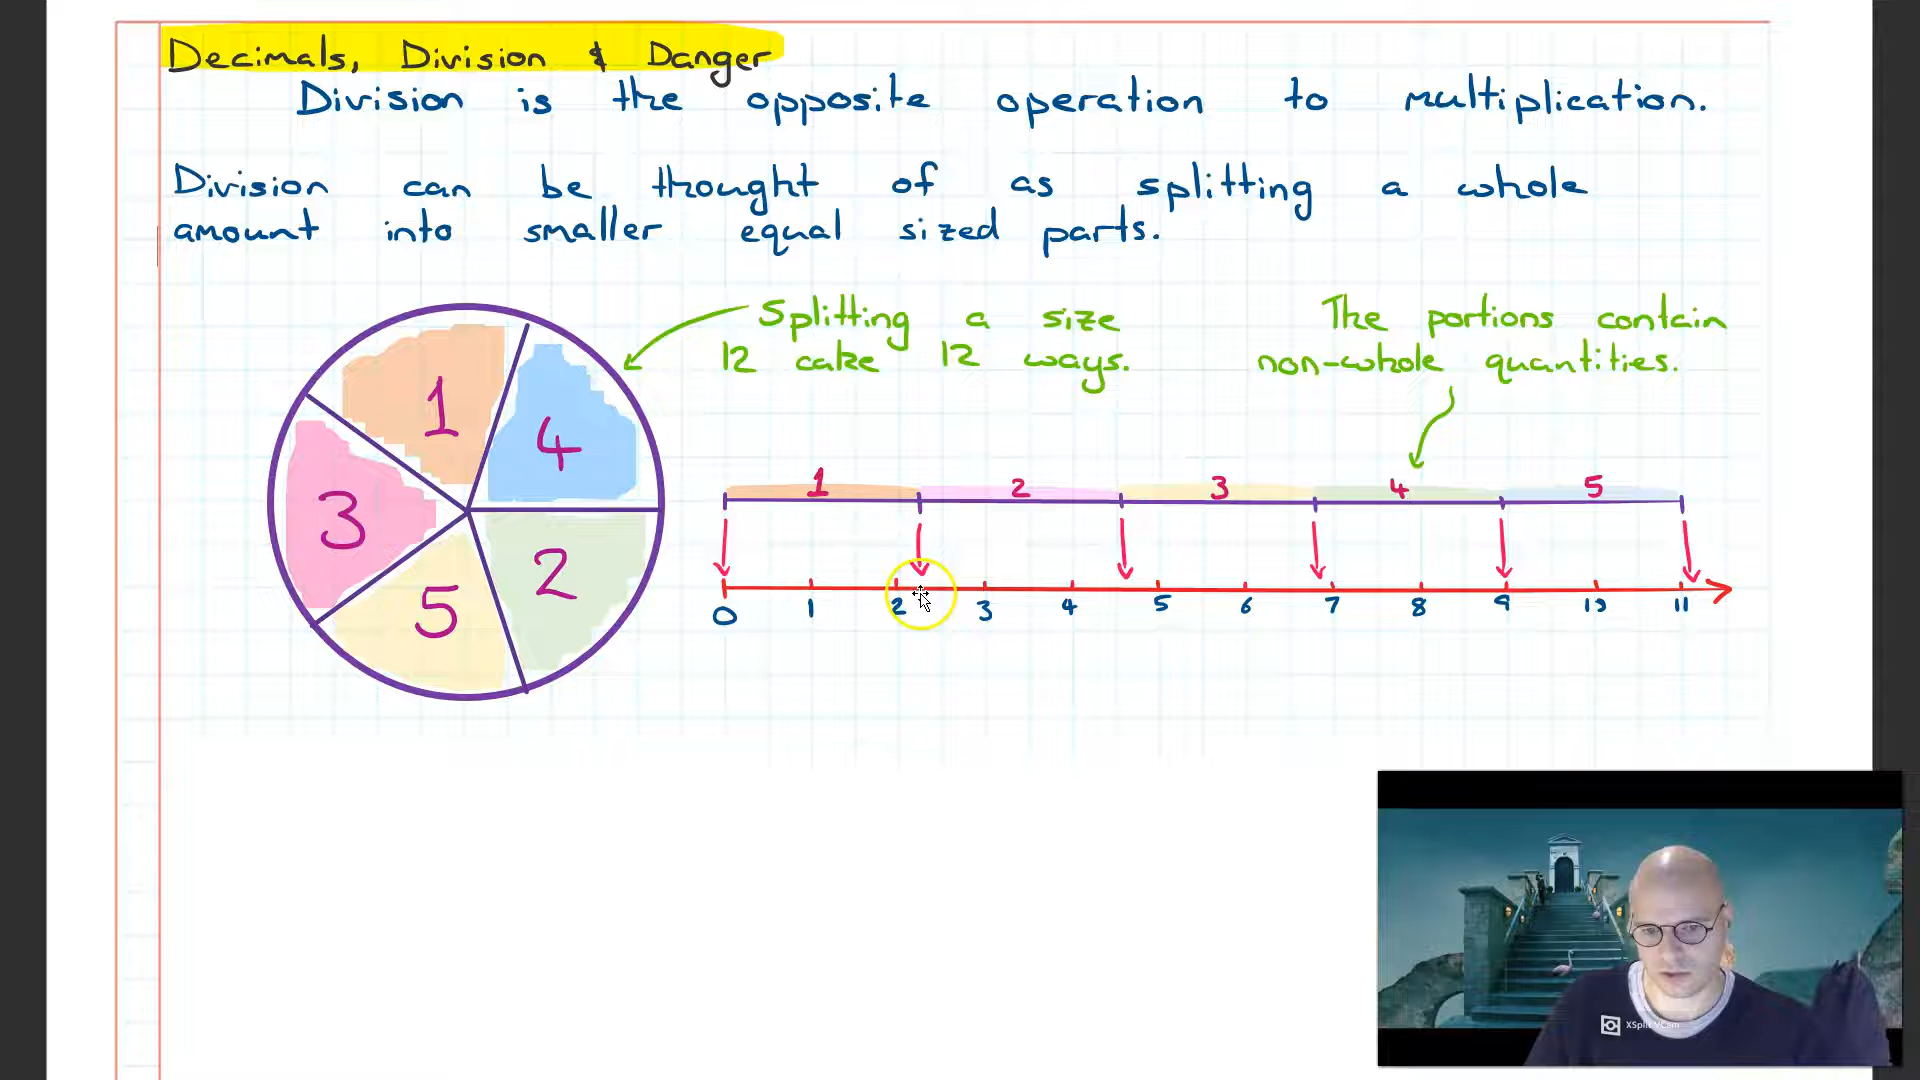 Decimals, Division & Danger
Division is the opposite operation to multiplication.
Division can be thought of as splitting a whole
amount into smaller equal sized parts.
Splitting a size
12 cake 12 ways.
The portions contain
non-whole quantities.
1
4
3
2
5
1 2 3 4 5
0 1 2 3 4 5 6 7 8 9 10 11
XSplit VCam